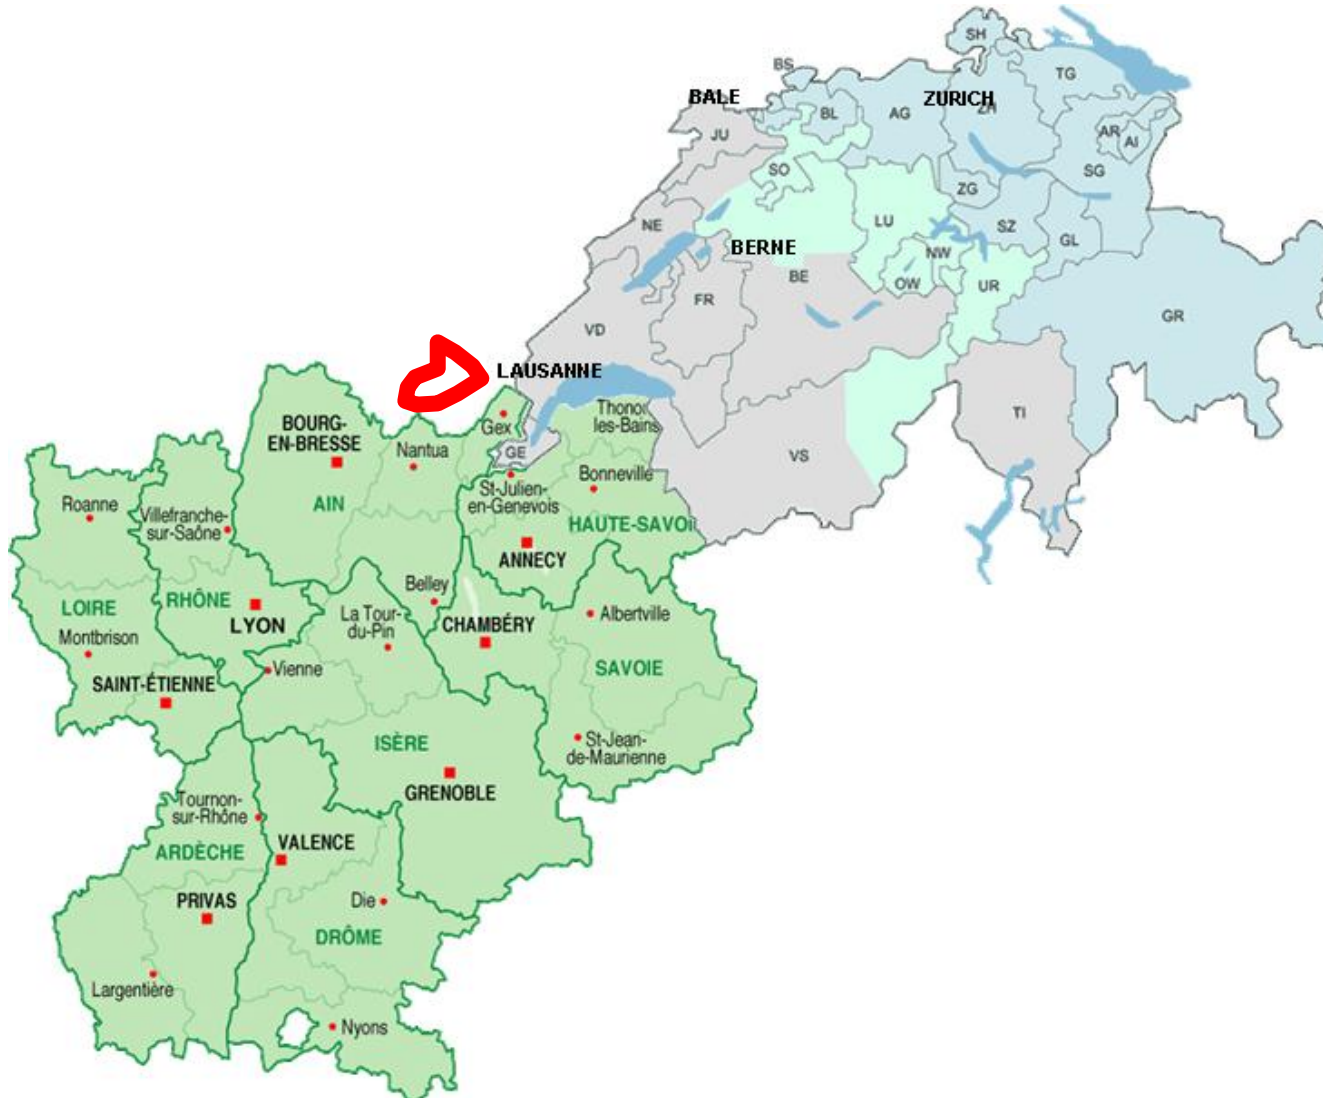 SH
BS
TG
BALE
ZURICH
ZH
BL
AG
JU
AR
AI
SO
SG
ZG
NE
LU
SZ
GL
BERNE
NW
BE
OW
UR
FR
GR
VD
LAUSANNE
Thonon
les-Bains
TI
Gex
BOURG-
EN-BRESSE
Nantua
GE
VS
Bonneville
St-Julien-
en-Genevois
Roanne
Villefranche-
sur-Saône
AIN
HAUTE-SAVOI
ANNECY
Belley
LOIRE
RHÔNE
LYON
La Tour-
du-Pin
CHAMBÉRY
Albertville
Montbrison
Vienne
SAVOIE
SAINT-ÉTIENNE
ISÈRE
St-Jean-
de-Maurienne
GRENOBLE
Tournon-
sur-Rhône
VALENCE
ARDÈCHE
PRIVAS
Die
DRÔME
Largentière
Nyons